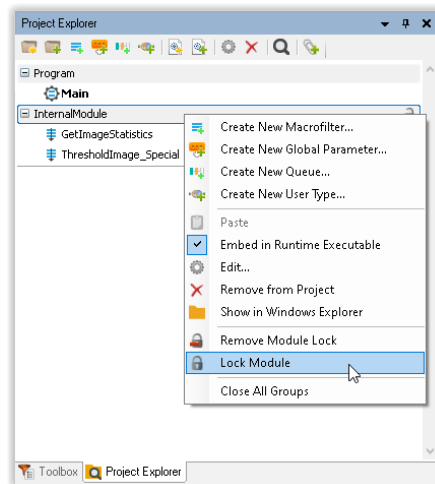 Project Explorer
Program
Main
InternalModule
GetImageStatistics
ThresholdImage_Special
Create New Macrofilter...
Create New Global Parameter...
Create New Queue...
Create New User Type...
Paste
Embed in Runtime Executable
Edit...
Remove from Project
Show in Windows Explorer
Remove Module Lock
Lock Module
Close All Groups
Toolbox
Project Explorer